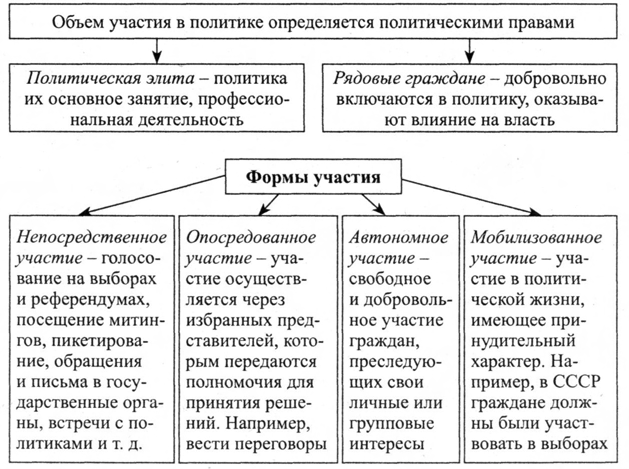 Объем участия в политике определяется политическими правами
Политическая элита – политика
их основное занятие, профессио-
нальная деятельность
Рядовые граждане – добровольно
включаются в политику, оказыва-
ют влияние на власть
Формы участия
Непосредственное
участие – голосо-
вание на выборах
и референдумах,
посещение митин-
гов, пикетирова-
ние, обращения
и письма в госу-
дарственные орга-
ны, встречи с по-
литиками и т. д.
Опосредованное
участие – уча-
стие осуществ-
ляется через
избранных пред-
ставителей, кото-
рым передаются
полномочия для
принятия реше-
ний. Например,
вести переговоры
Автономное
участие –
свободное
и доброволь-
ное участие
граждан,
преследую-
щих свои
личные или
групповые
интересы
Мобилизованное
участие – уча-
стие в полити-
ческой жизни,
имеющее при-
нудительный
характер. На-
пример, в СССР
граждане долж-
ны были участ-
вовать в выборах